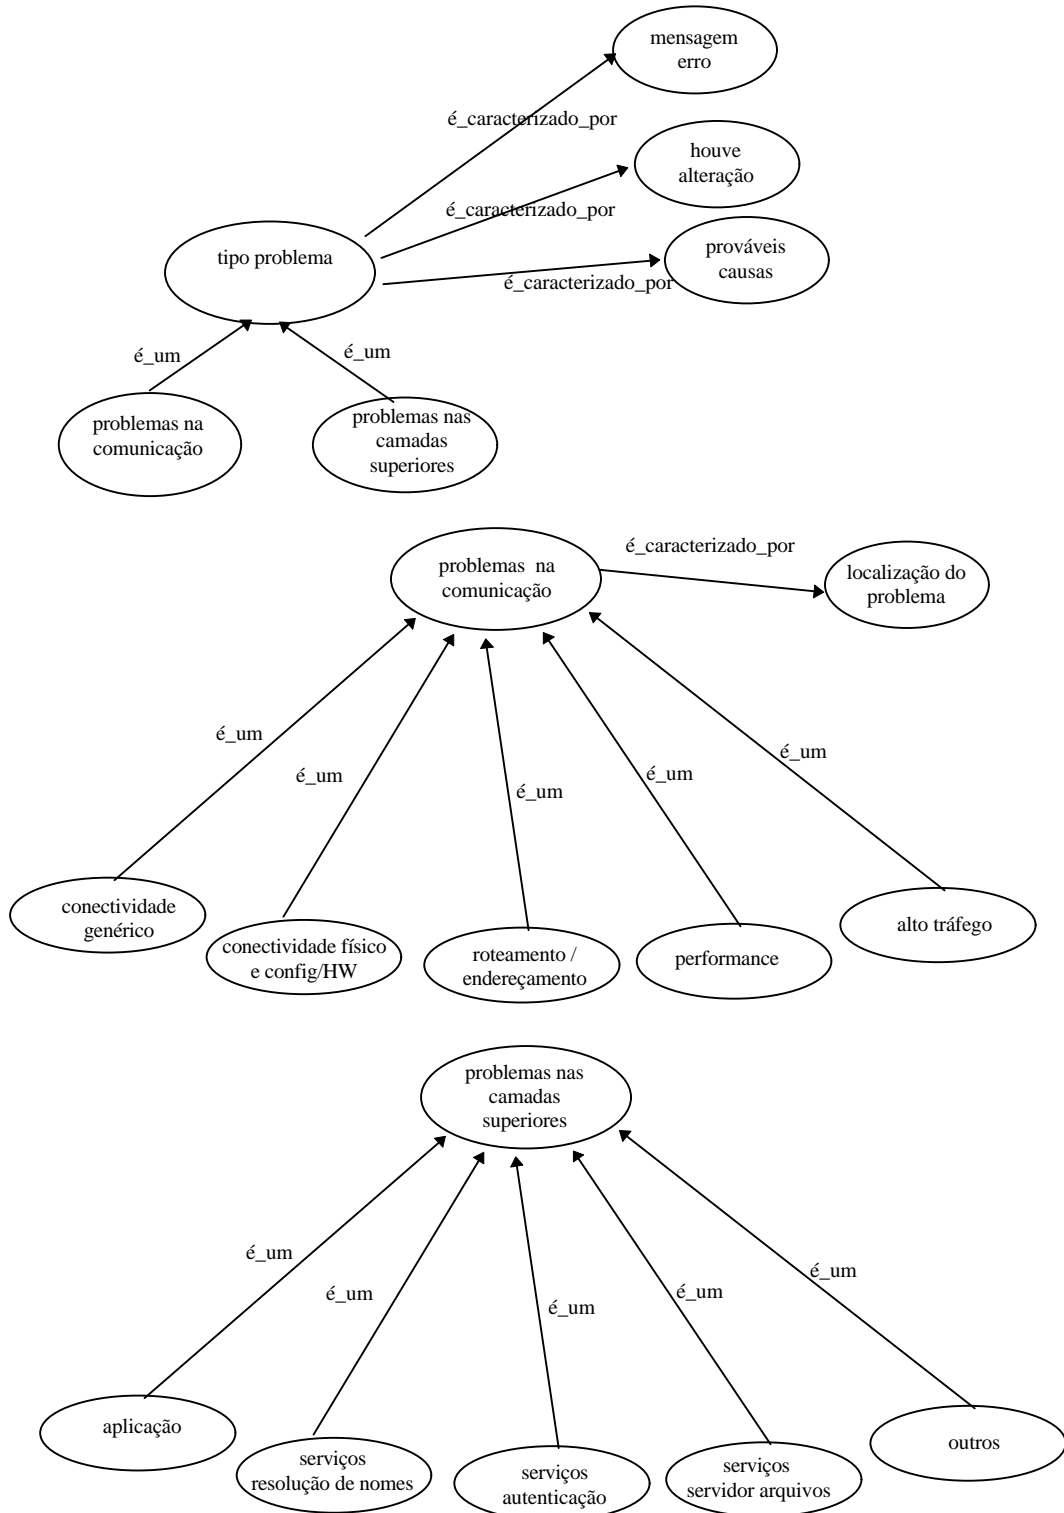 mensagem
erro
é_caracterizado_por
houve
alteração
é_caracterizado_por
tipo problema
prováveis
causas
é_caracterizado_por
é_um
é_um
problemas na
comunicação
problemas nas
camadas
superiores
problemas na
comunicação
é_caracterizado_por
localização do
problema
é_um
é_um
é_um
é_um
é_um
conectividade
genérico
conectividade físico
e config/HW
roteamento /
endereçamento
performance
alto tráfego
problemas nas
camadas
superiores
é_um
é_um
é_um
é_um
é_um
aplicação
serviços
resolução de nomes
serviços
autenticação
serviços
servidor arquivos
outros